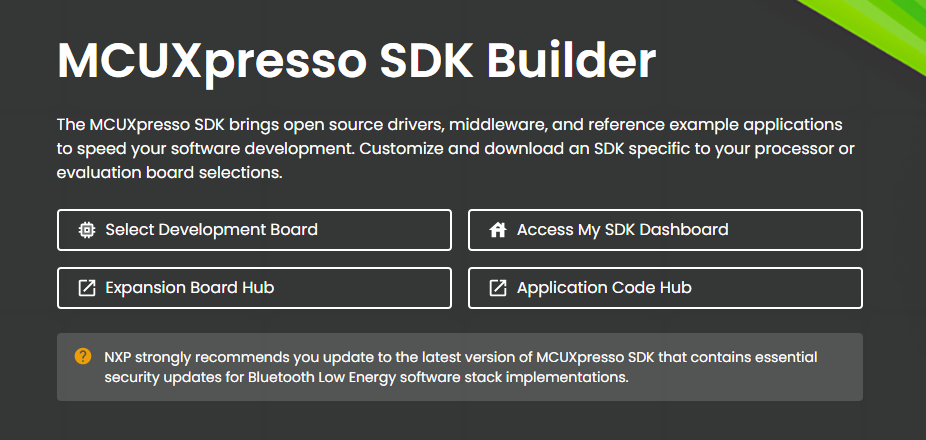 MCUXpresso SDK Builder
The MCUXpresso SDK brings open source drivers, middleware, and reference example applications
to speed your software development. Customize and download an SDK specific to your processor or
evaluation board selections.
Select Development Board
Access My SDK Dashboard
Expansion Board Hub
Application Code Hub
NXP strongly recommends you update to the latest version of MCUXpresso SDK that contains essential
security updates for Bluetooth Low Energy software stack implementations.